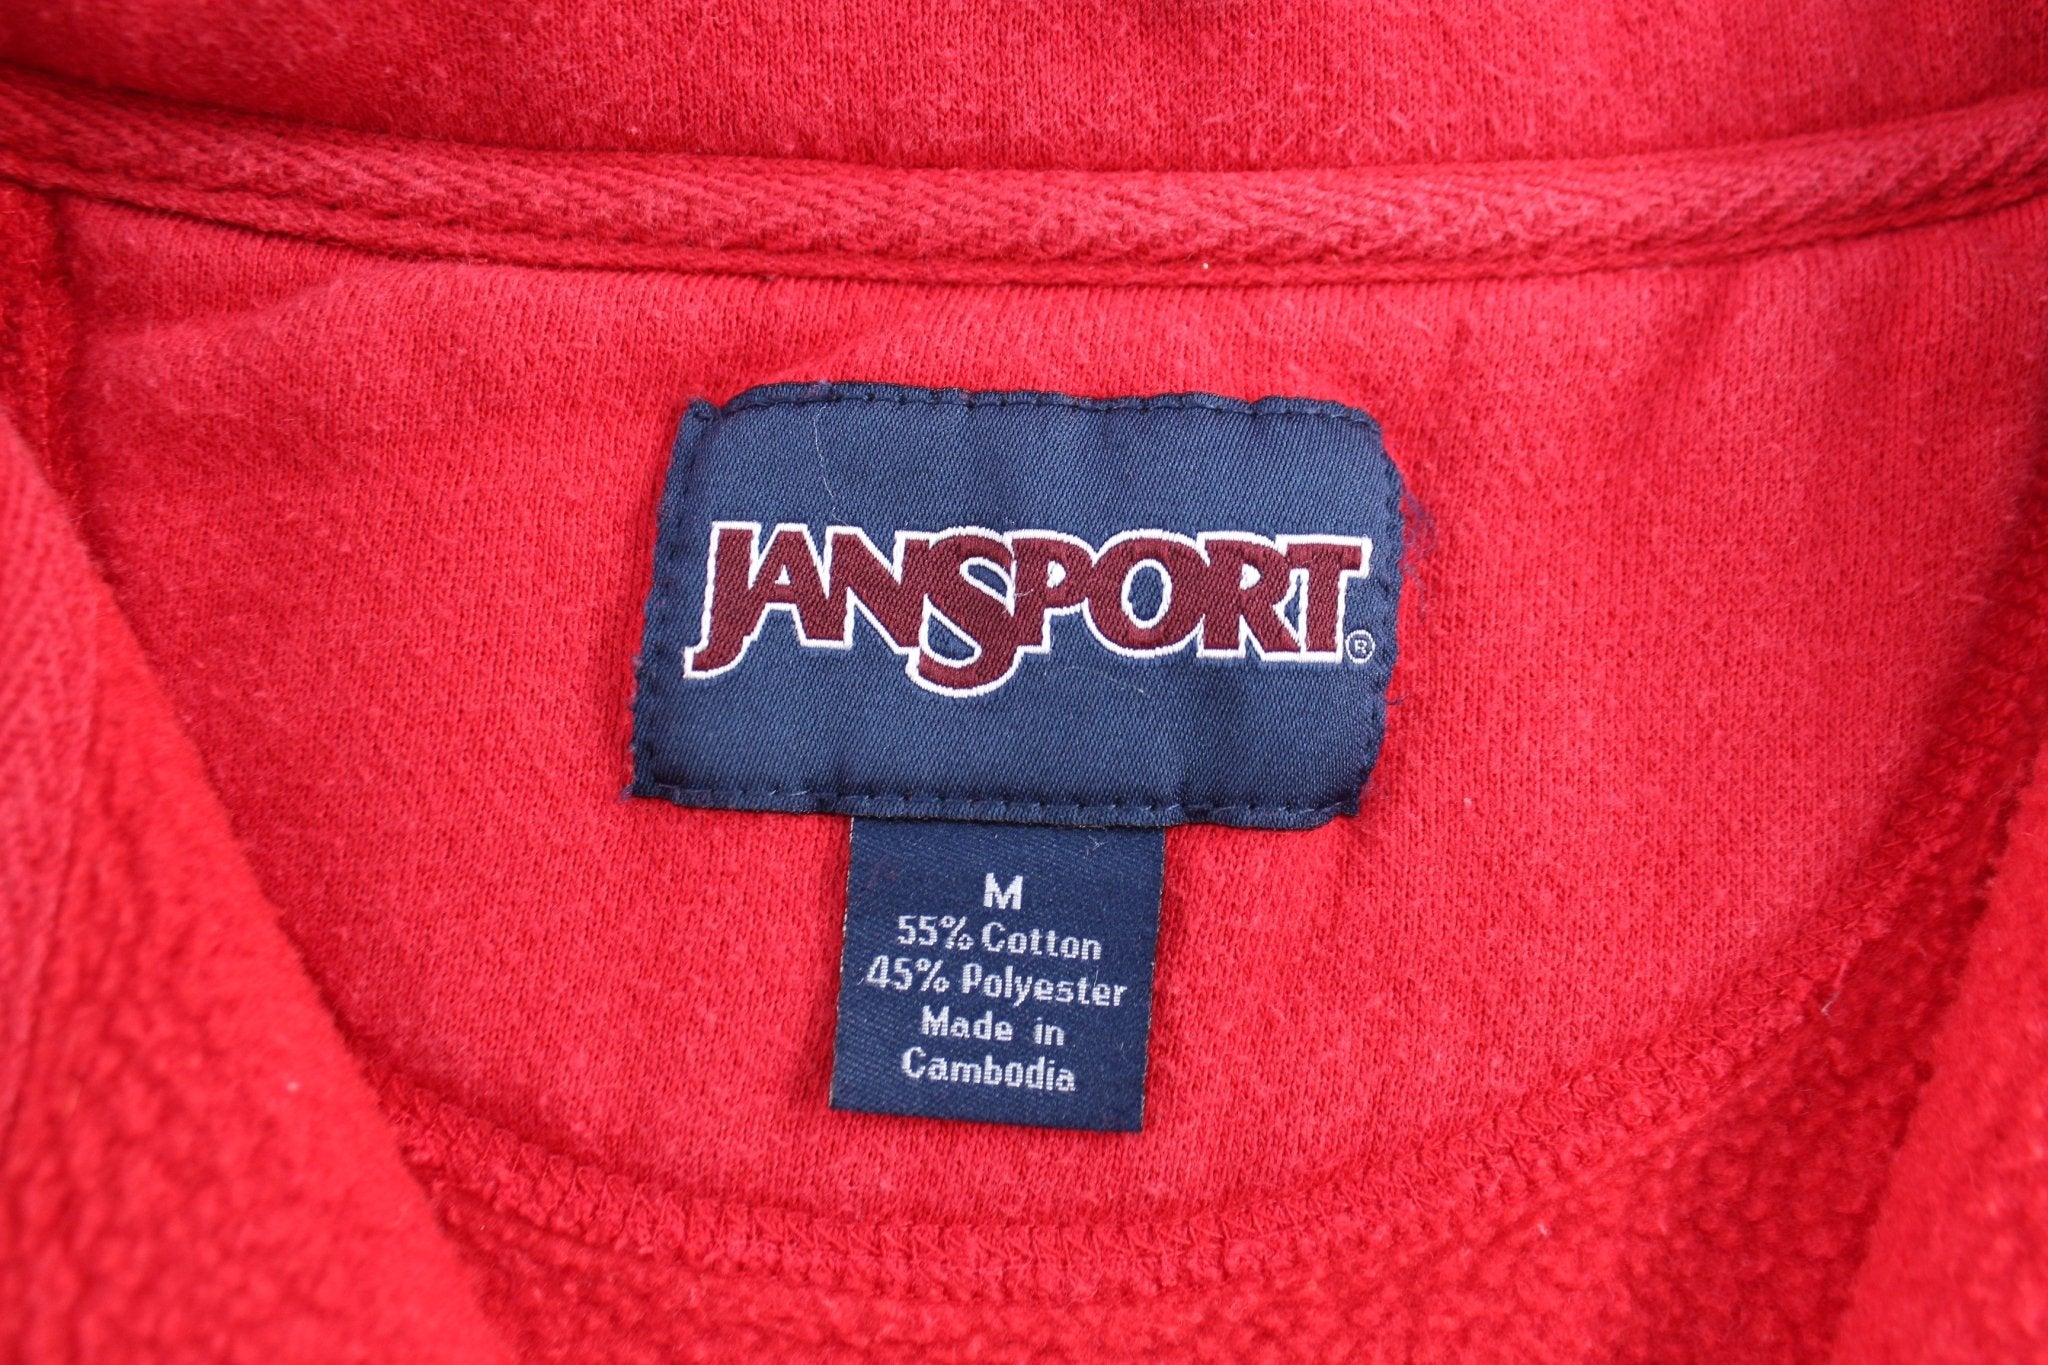 JANSPORT®
M
55% Cotton
45% Polyester
Made in
Cambodia